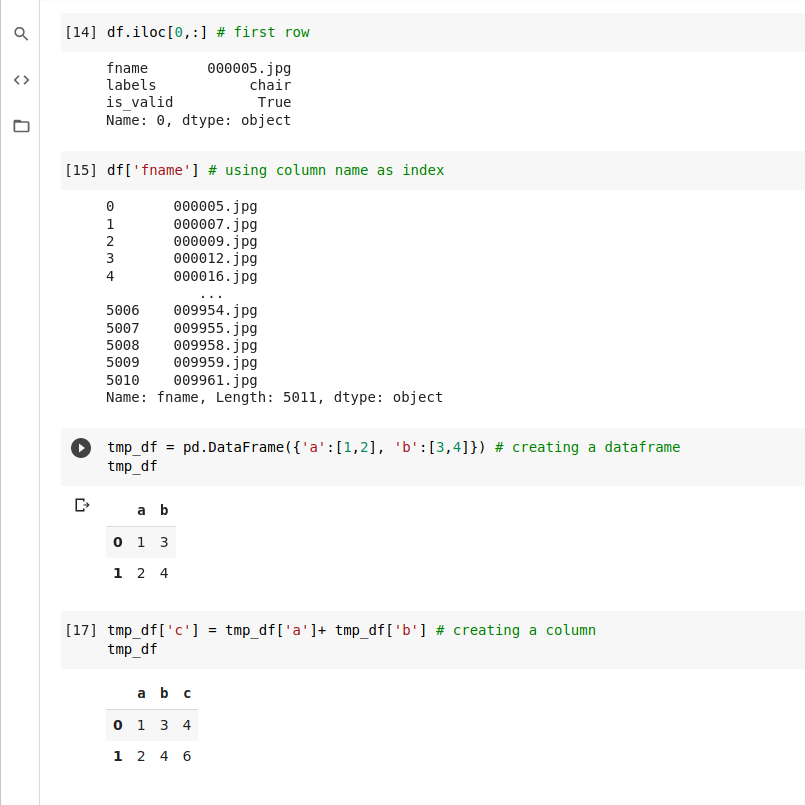 [14] df.iloc[0,:] # first row
fname       000005.jpg
labels           chair
is_valid          True
Name: 0, dtype: object
[15] df['fname'] # using column name as index
0       000005.jpg
1       000007.jpg
2       000009.jpg
3       000012.jpg
4       000016.jpg
...
5006    009954.jpg
5007    009955.jpg
5008    009958.jpg
5009    009959.jpg
5010    009961.jpg
Name: fname, Length: 5011, dtype: object
tmp_df = pd.DataFrame({'a':[1,2], 'b':[3,4]}) # creating a dataframe
tmp_df
a b
0 1 3
1 2 4
[17] tmp_df['c'] = tmp_df['a']+ tmp_df['b'] # creating a column
tmp_df
a b c
0 1 3 4
1 2 4 6